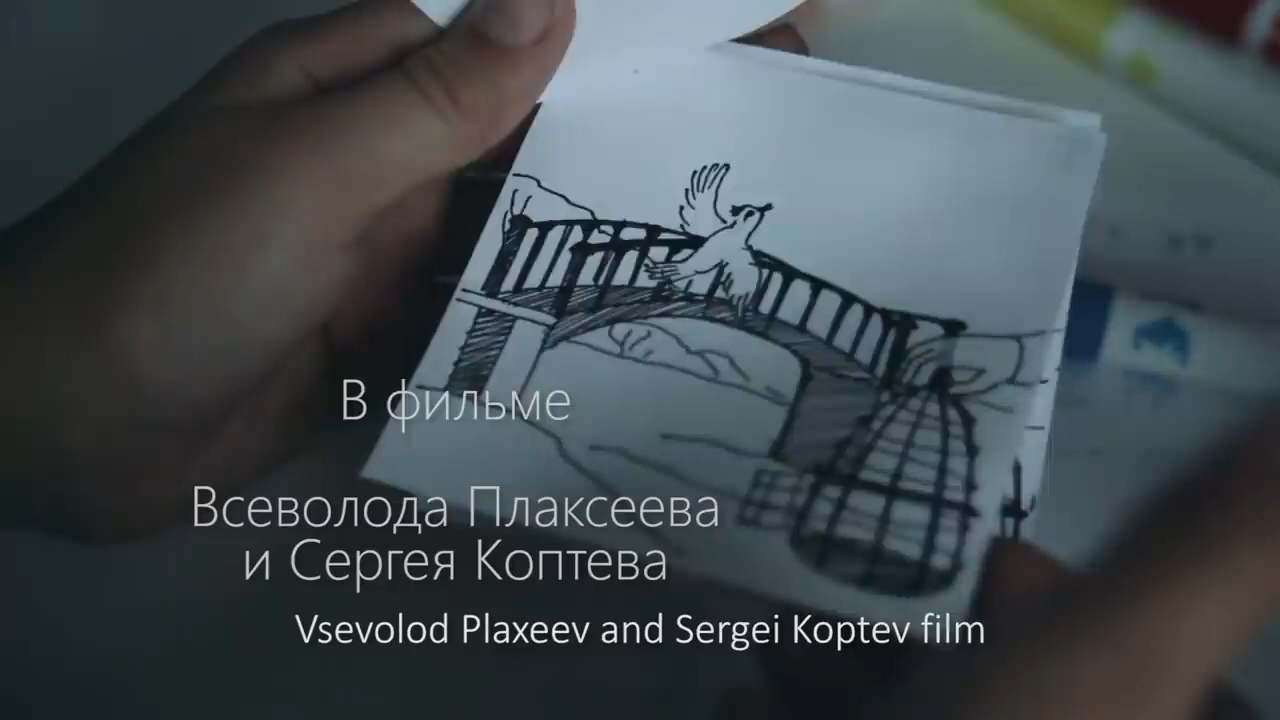 В фильме
Всеволода Плаксеева
и Сергея Коптева
Vsevolod Plaxeev and Sergei Koptev film